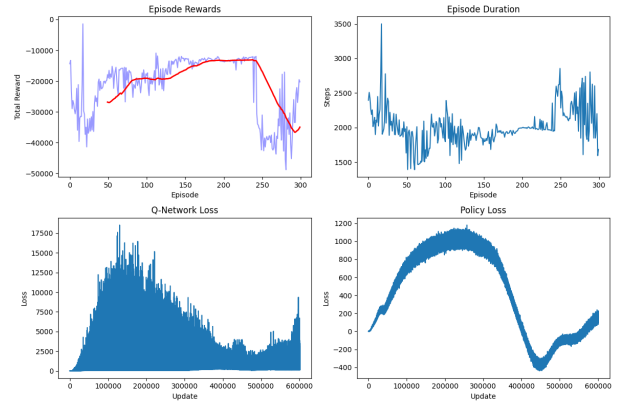 Episode Rewards
Total Reward
0
−10000
−20000
−30000
−40000
−50000
0 50 100 150 200 250 300
Episode
Episode Duration
Steps
3500
3000
2500
2000
1500
0 50 100 150 200 250 300
Episode
Q-Network Loss
Loss
17500
15000
12500
10000
7500
5000
2500
0
0 100000 200000 300000 400000 500000 600000
Update
Policy Loss
Loss
1200
1000
800
600
400
200
0
−200
−400
0 100000 200000 300000 400000 500000 600000
Update